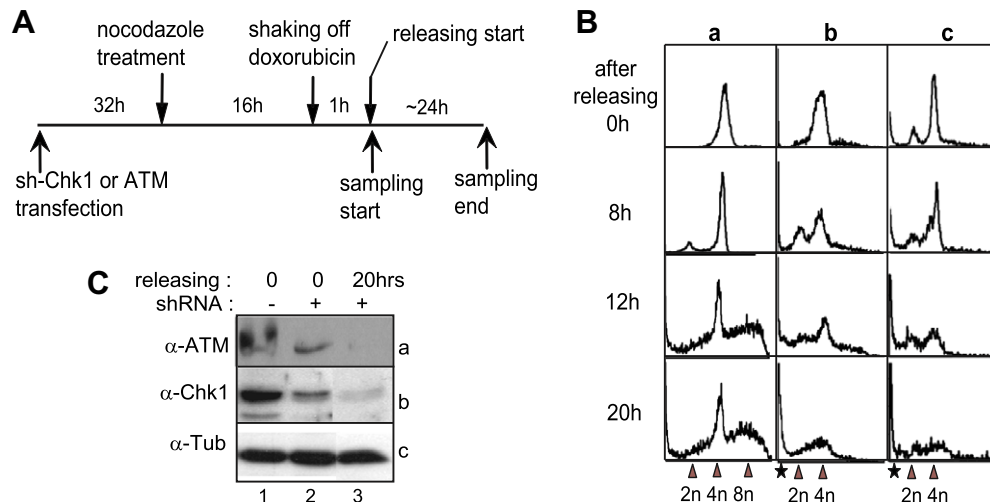 A
nocodazole
treatment
shaking off
doxorubicin
releasing start
32h
16h
1h
~24h
sh-Chk1 or ATM
transfection
sampling
start
sampling
end
B
a
b
c
after
releasing
0h
8h
12h
20h
2n 4n 8n
2n 4n
2n 4n
C
releasing : 0 0 20hrs
shRNA : - + +
α-ATM
a
α-Chk1
b
α-Tub
c
1 2 3